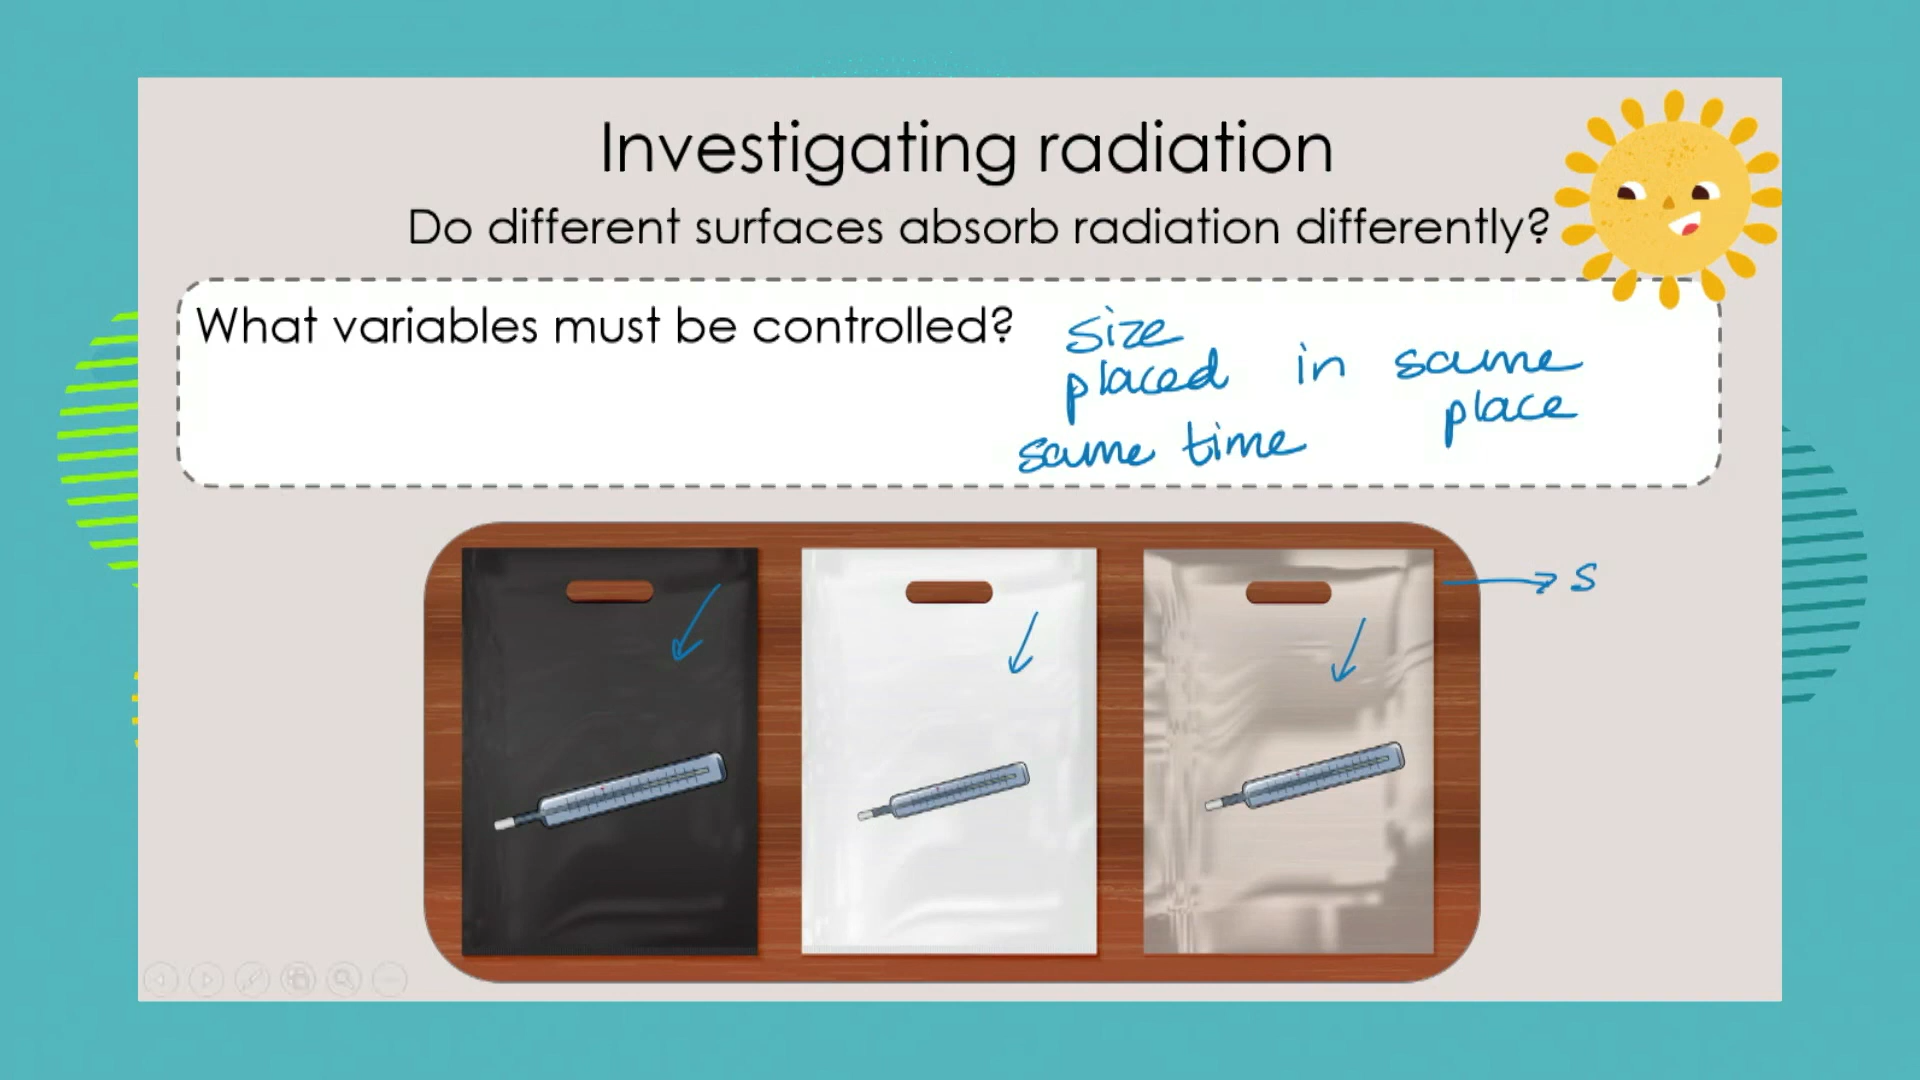 Investigating radiation
Do different surfaces absorb radiation differently?
What variables must be controlled?
size
placed in same
place
same time
S